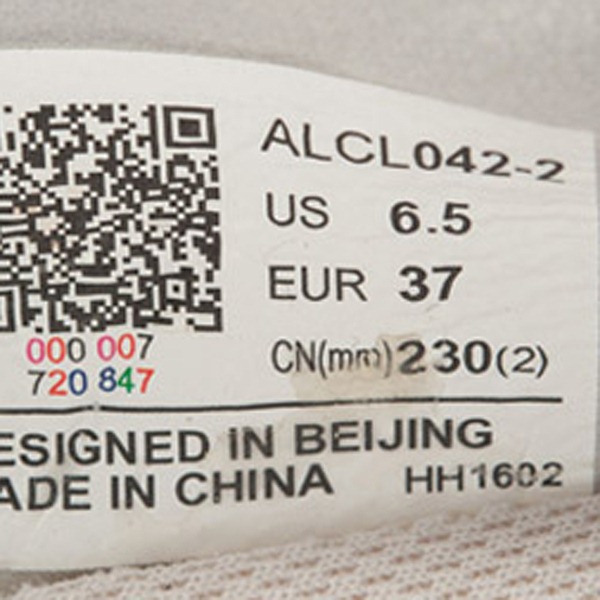 ALCL042-2
US 6.5
EUR 37
CN(mm)230(2)
000 007
720 847
ESIGNED IN BEIJING
ADE IN CHINA HH1602